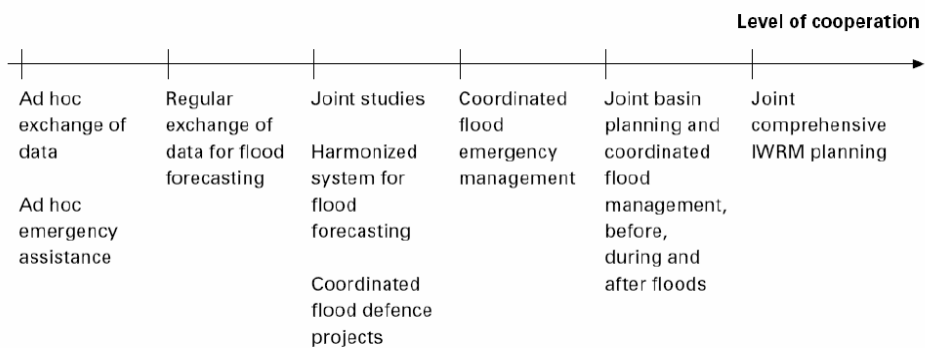 Level of cooperation
Ad hoc
exchange of
data
Ad hoc
emergency
assistance
Regular
exchange of
data for flood
forecasting
Joint studies
Harmonized
system for
flood
forecasting
Coordinated
flood defence
projects
Coordinated
flood
emergency
management
Joint basin
planning and
coordinated
flood
management,
before,
during and
after floods
Joint
comprehensive
IWRM planning